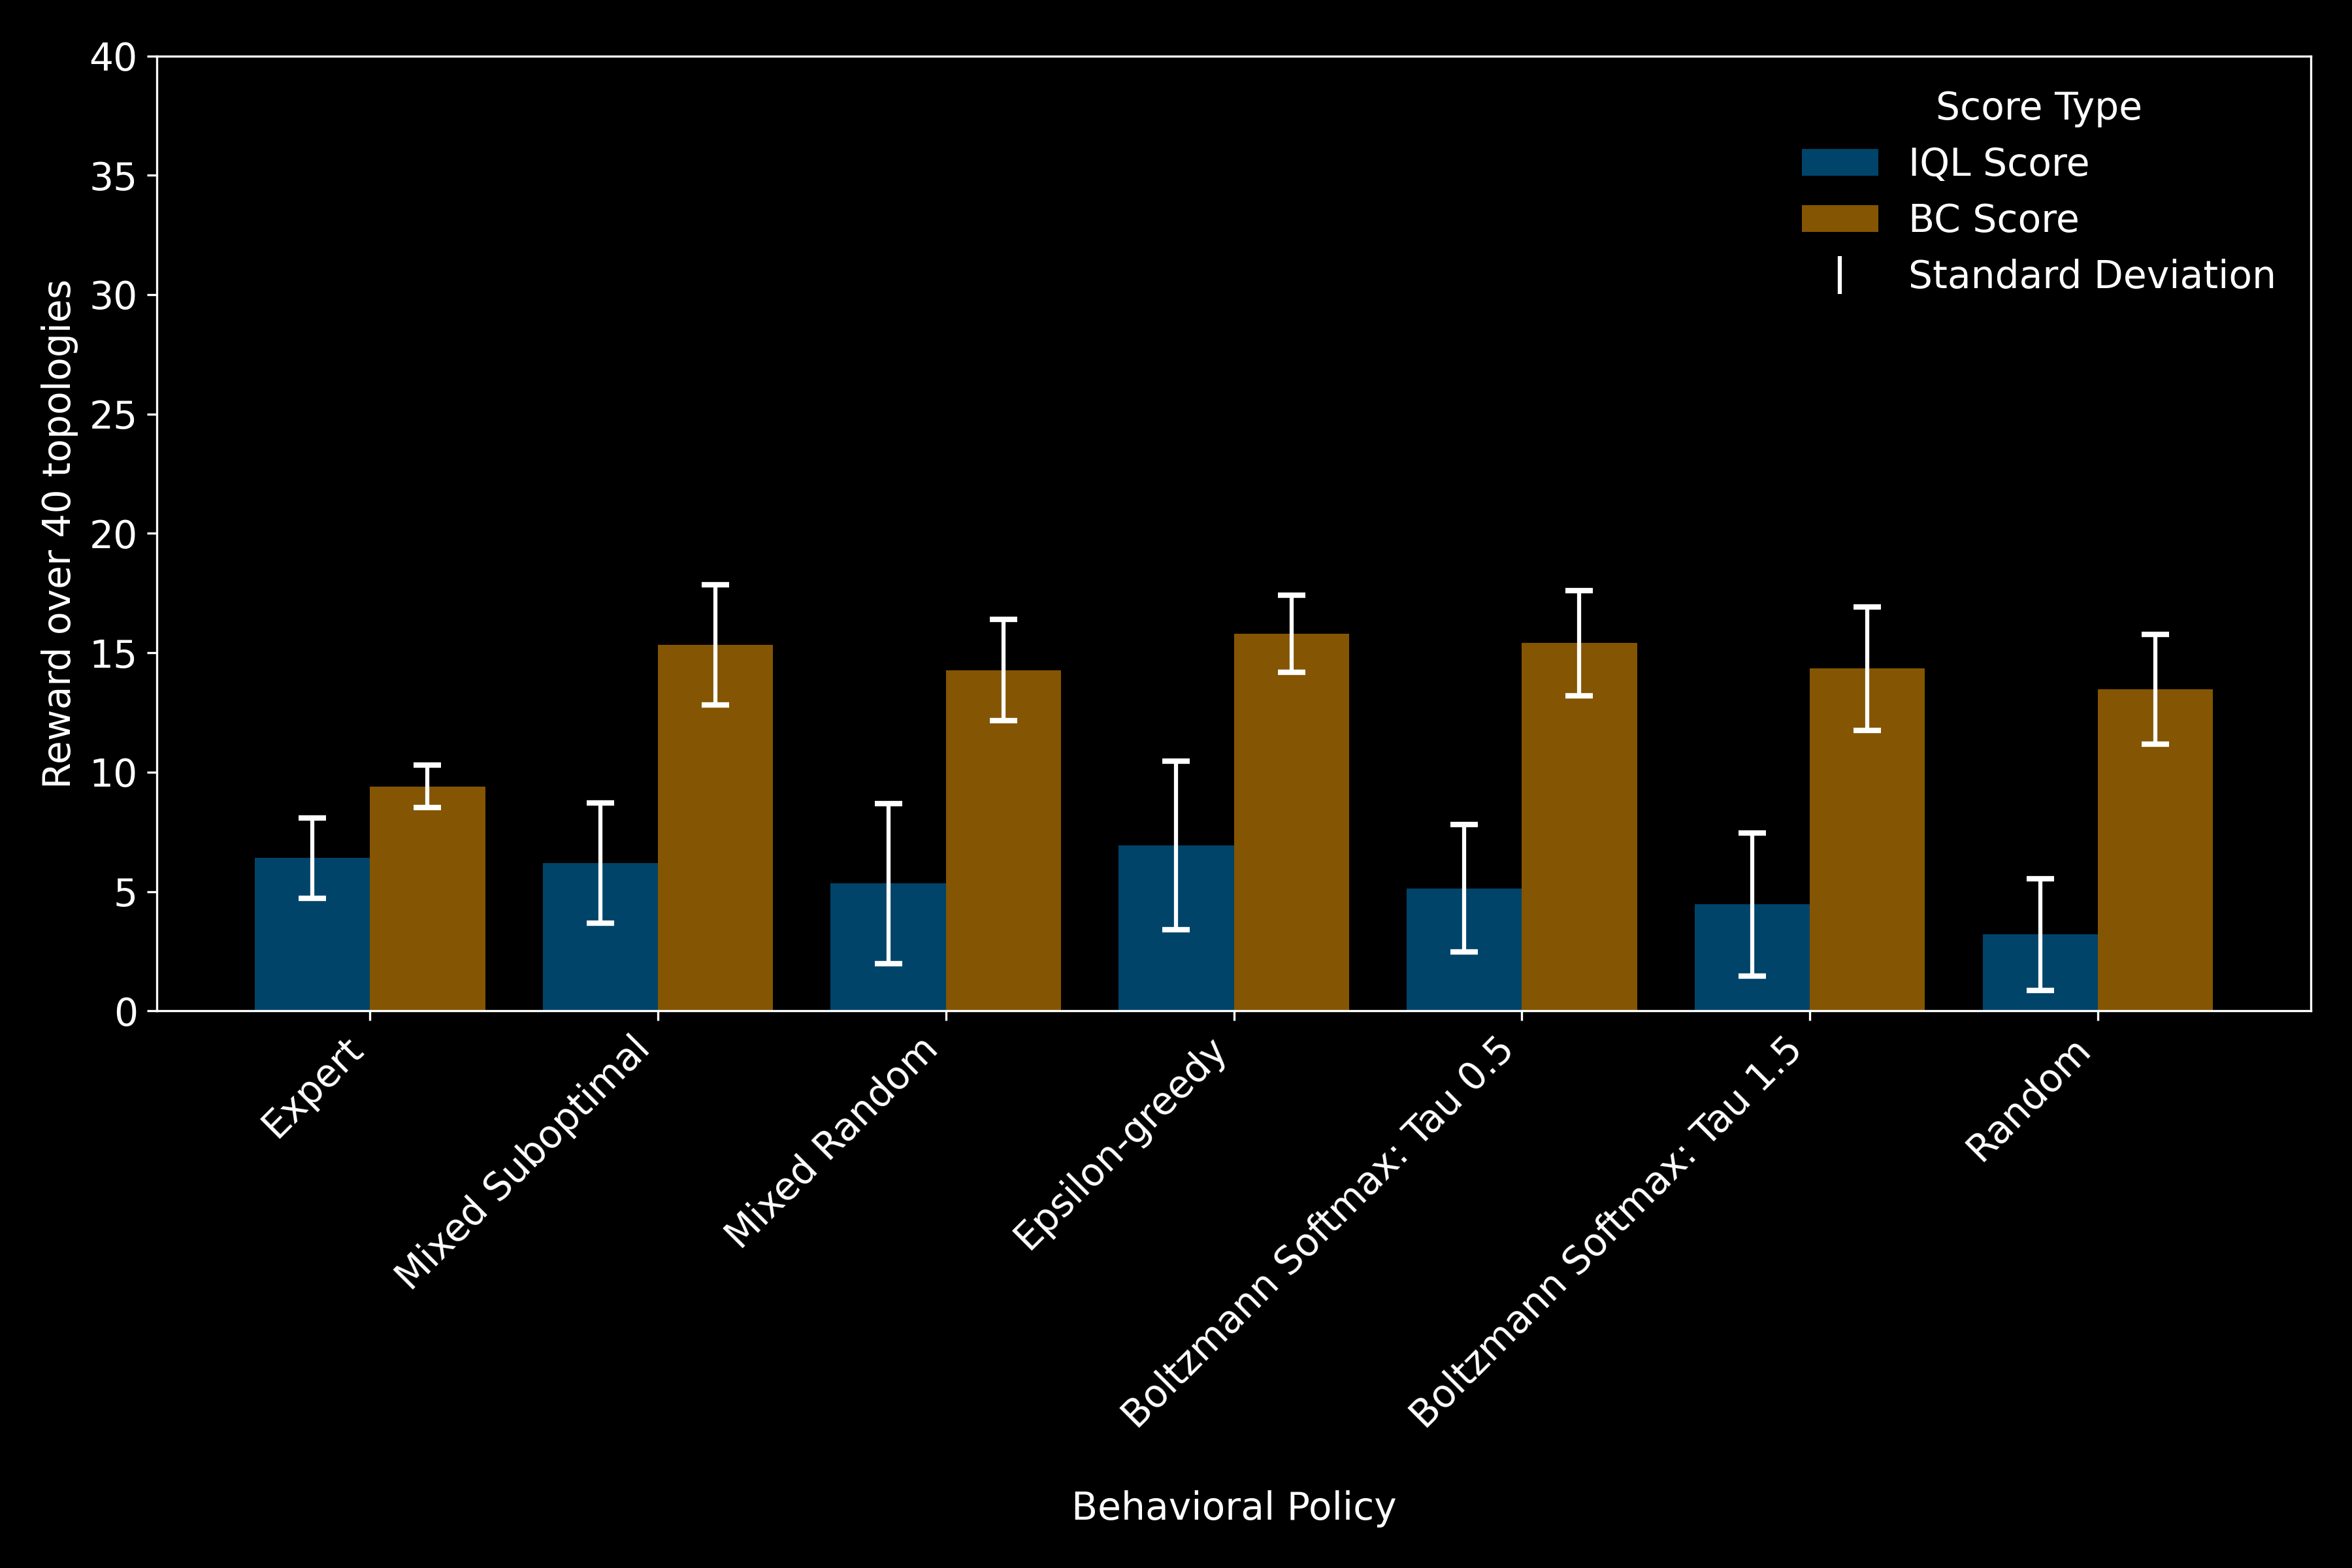 Score Type
IQL Score
BC Score
Standard Deviation
Reward over 40 topologies
40
35
30
25
20
15
10
5
0
Expert
Mixed Suboptimal
Mixed Random
Epsilon-greedy
Boltzmann Softmax: Tau 0.5
Boltzmann Softmax: Tau 1.5
Random
Behavioral Policy